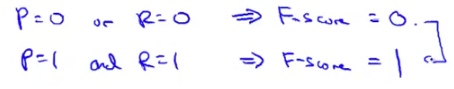 P=0 or R=0 ⇒ F-score = 0.
P=1 and R=1 ⇒ F-score = 1